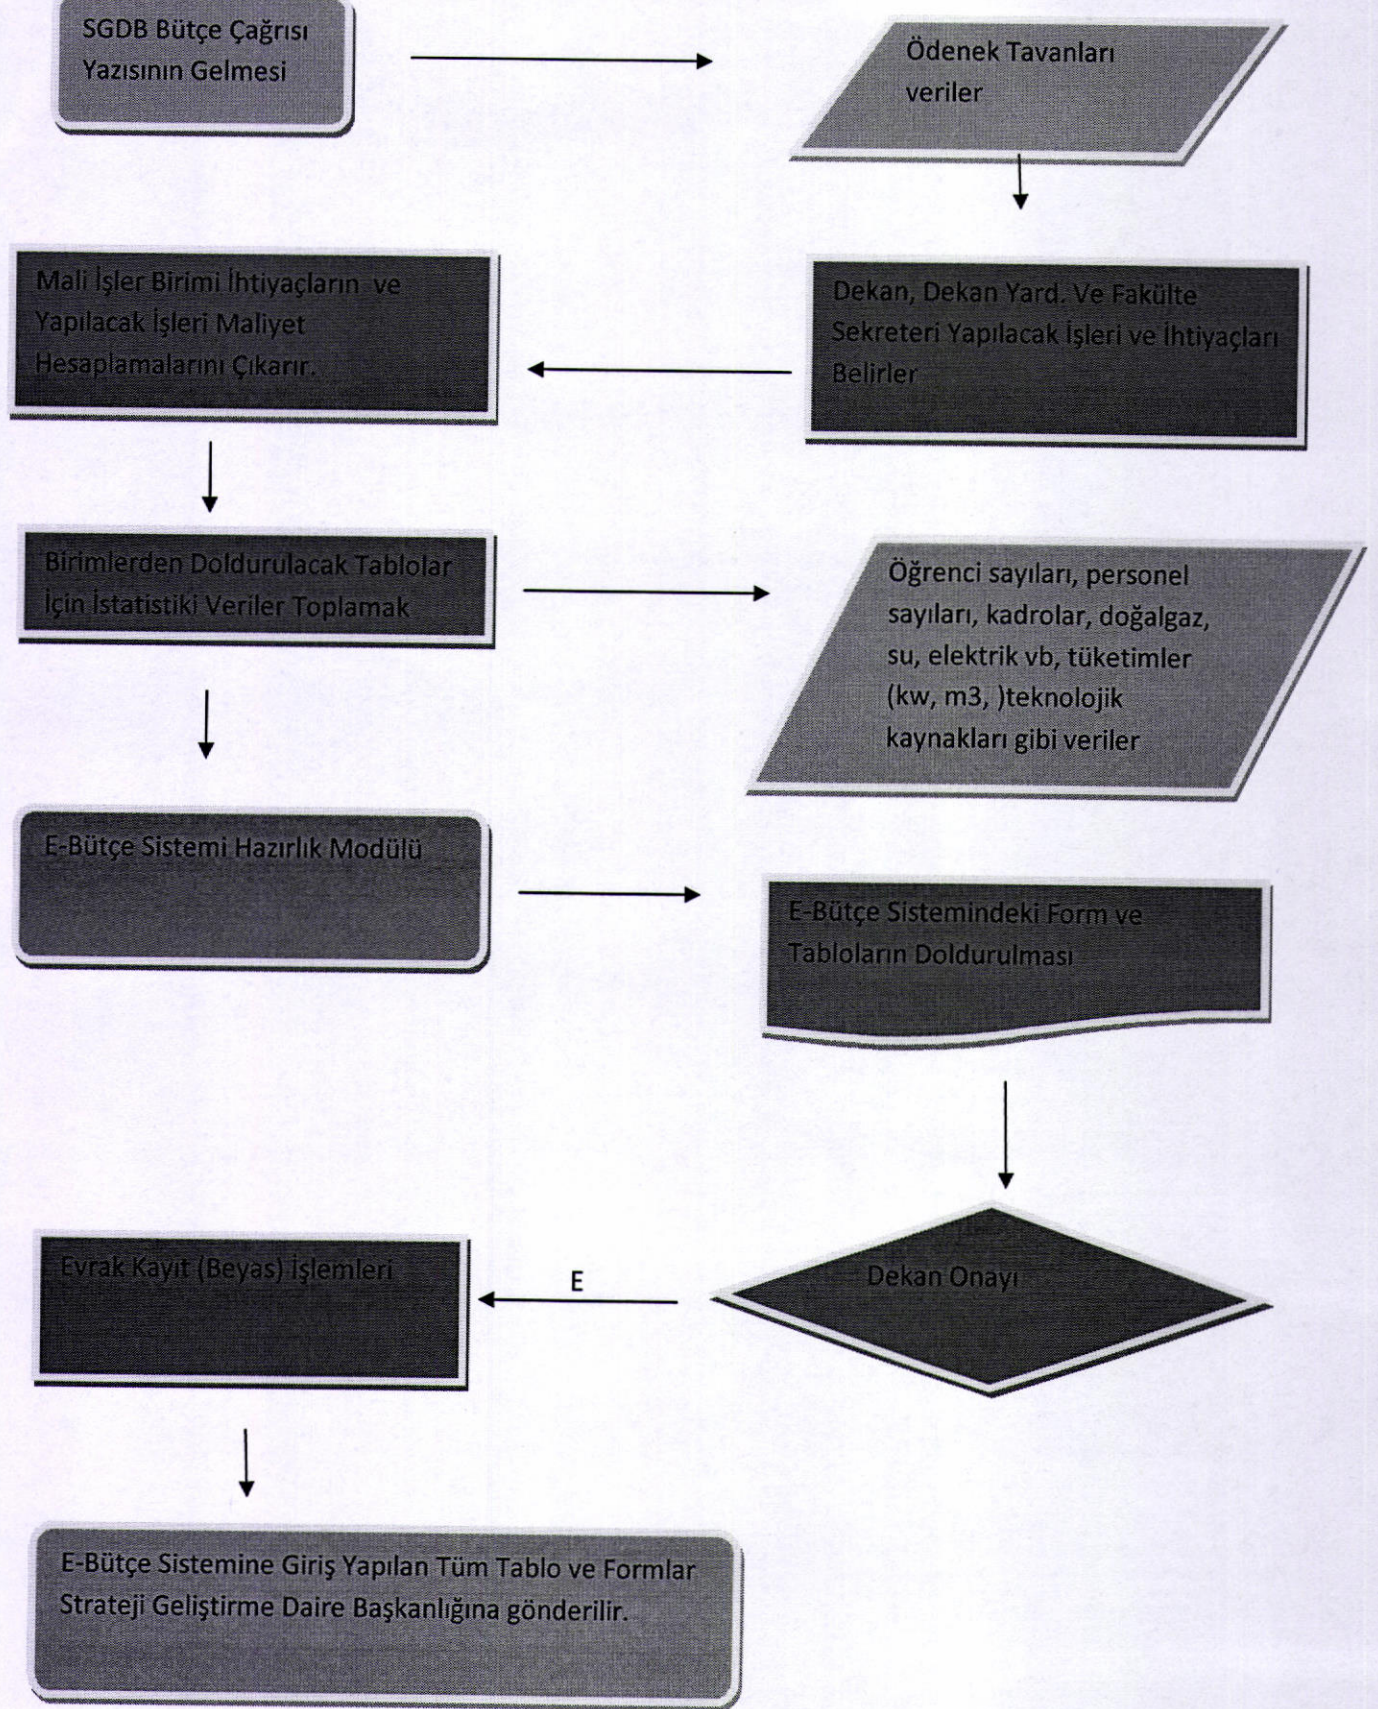 SGDB Bütçe Çağrısı
Yazısının Gelmesi
Ödenek Tavanları
veriler
Dekan, Dekan Yard. Ve Fakülte
Sekreteri Yapılacak İşleri ve İhtiyaçları
Belirler
Mali İşler Birimi İhtiyaçların ve
Yapılacak İşleri Maliyet
Hesaplamalarını Çıkarır.
Birimlerden Doldurulacak Tablolar
İçin İstatistiki Veriler Toplamak
Öğrenci sayıları, personel
sayıları, kadrolar, doğalgaz,
su, elektrik vb, tüketimler
(kw, m3, )teknolojik
kaynakları gibi veriler
E-Bütçe Sistemi Hazırlık Modülü
E-Bütçe Sistemindeki Form ve
Tabloların Doldurulması
Dekan Onayı
E
Evrak Kayıt (Beyas) İşlemleri
E-Bütçe Sistemine Giriş Yapılan Tüm Tablo ve Formlar
Strateji Geliştirme Daire Başkanlığına gönderilir.